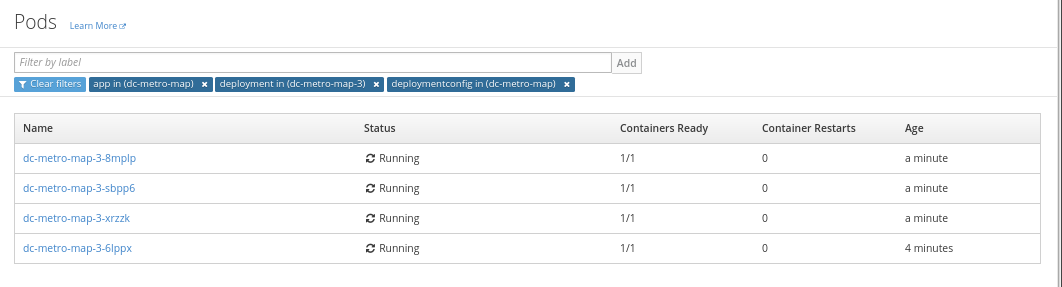 Pods Learn More
Filter by label Add
Clear filters app in (dc-metro-map) × deployment in (dc-metro-map-3) × deploymentconfig in (dc-metro-map) ×
Name Status Containers Ready Container Restarts Age
dc-metro-map-3-8mplp Running 1/1 0 a minute
dc-metro-map-3-sbpp6 Running 1/1 0 a minute
dc-metro-map-3-xrzzk Running 1/1 0 a minute
dc-metro-map-3-6lppx Running 1/1 0 4 minutes